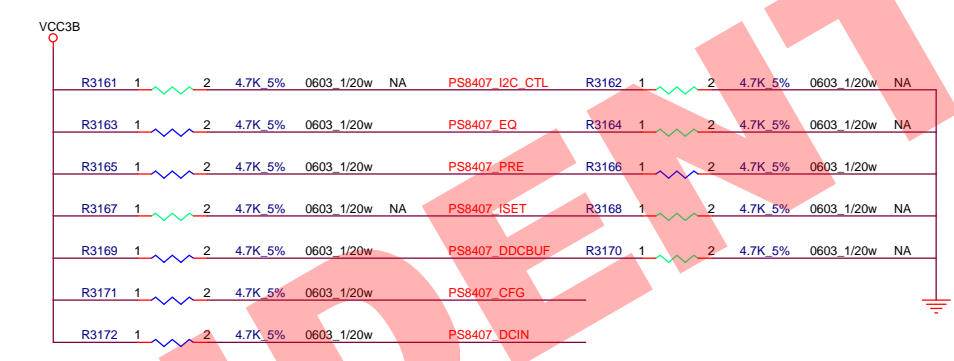 VCC3B
R3161 1 2 4.7K_5% 0603_1/20w NA PS8407_I2C_CTL R3162 1 2 4.7K_5% 0603_1/20w NA
R3163 1 2 4.7K_5% 0603_1/20w PS8407_EQ R3164 1 2 4.7K_5% 0603_1/20w NA
R3165 1 2 4.7K_5% 0603_1/20w PS8407_PRE R3166 1 2 4.7K_5% 0603_1/20w
R3167 1 2 4.7K_5% 0603_1/20w NA PS8407_ISET R3168 1 2 4.7K_5% 0603_1/20w NA
R3169 1 2 4.7K_5% 0603_1/20w PS8407_DDCBUF R3170 1 2 4.7K_5% 0603_1/20w NA
R3171 1 2 4.7K_5% 0603_1/20w PS8407_CFG
R3172 1 2 4.7K_5% 0603_1/20w PS8407_DCIN
IDENT